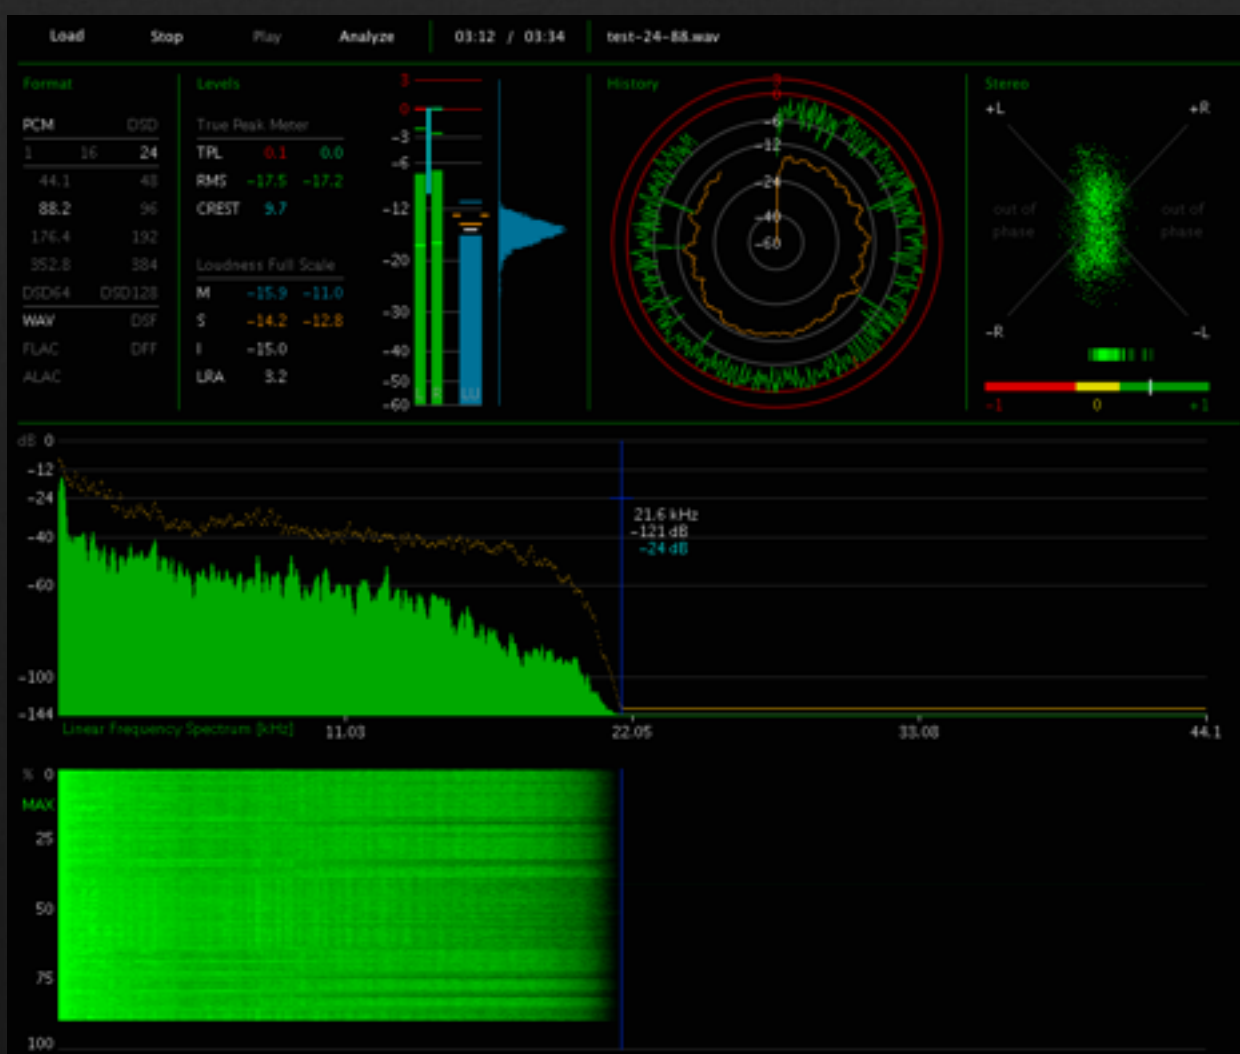 Load Stop Play Analyze 03:12 / 03:34 test-24-88.wav
Format
PCM DSD
1 16 24
44.1 48
88.2 96
176.4 192
352.8 384
DSD64 DSD128
WAV DSF
FLAC DFF
ALAC
Levels
True Peak Meter
TPL 0.1 0.0
RMS -17.5 -17.2
CREST 9.7
Loudness Full Scale
M -15.9 -11.0
S -14.2 -12.8
I -15.0
LRA 3.2
3
0
-3
-6
-12
-20
-30
-40
-50
-60
R
LU
History
3
0
-6
-12
-24
-40
-60
Stereo
+L +R
out of phase
out of phase
-R -L
-1 0 +1
dB 0
-12
-24
-40
-60
-100
-144
21.6 kHz
-121 dB
-24 dB
Linear Frequency Spectrum [kHz] 11.03 22.05 33.08 44.1
% 0
MAX
25
50
75
100